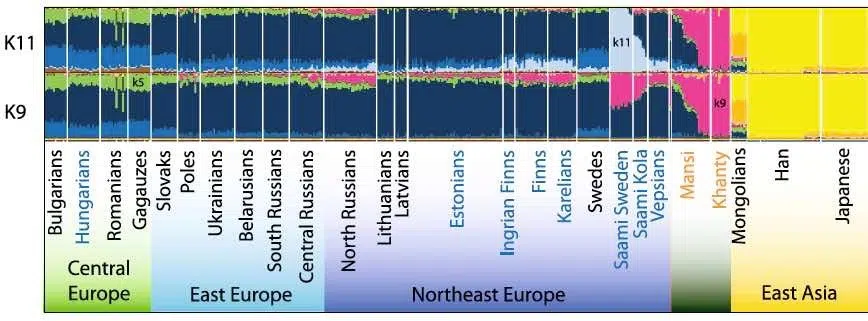 K11
k11
K9
k5
k9
Bulgarians
Hungarians
Romanians
Gagauzes
Slovaks
Poles
Ukrainians
Belarusians
South Russians
Central Russians
North Russians
Lithuanians
Latvians
Estonians
Ingrian Finns
Finns
Karelians
Swedes
Saami Sweden
Saami Kola
Vepsians
Mansi
Khanty
Mongolians
Han
Japanese
Central
Europe
East Europe
Northeast Europe
East Asia